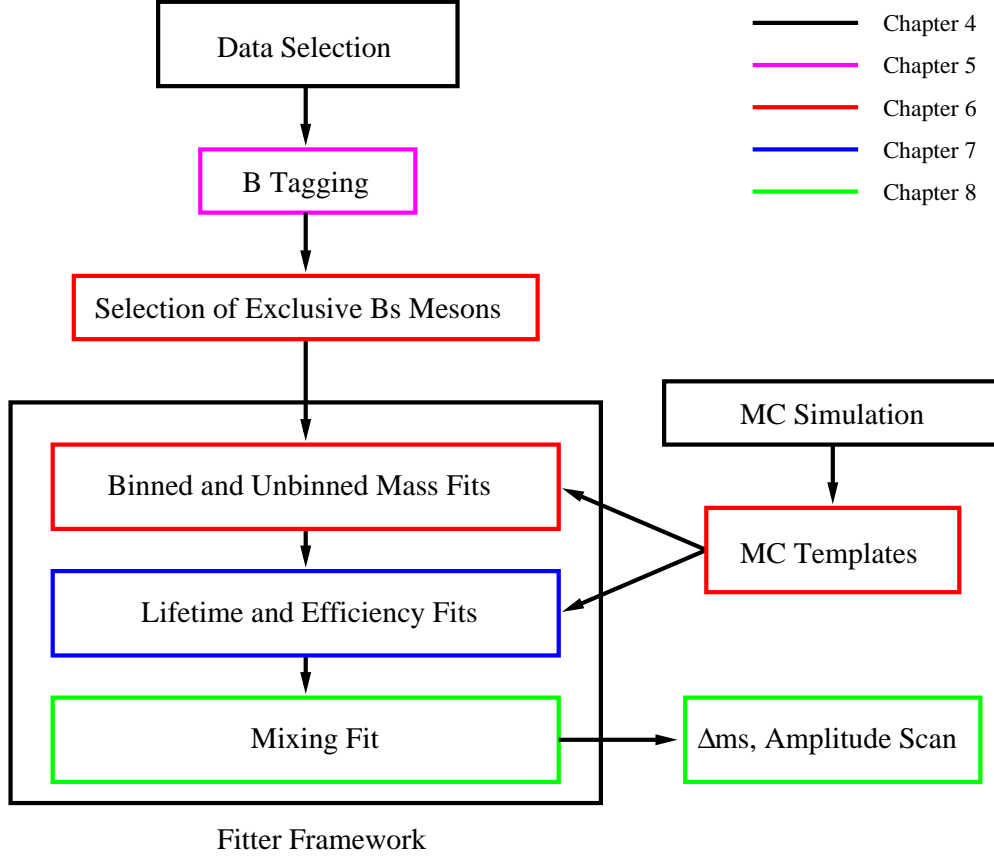 Data Selection
Chapter 4
Chapter 5
Chapter 6
Chapter 7
Chapter 8
B Tagging
Selection of Exclusive Bs Mesons
MC Simulation
Binned and Unbinned Mass Fits
MC Templates
Lifetime and Efficiency Fits
Mixing Fit
Δms, Amplitude Scan
Fitter Framework